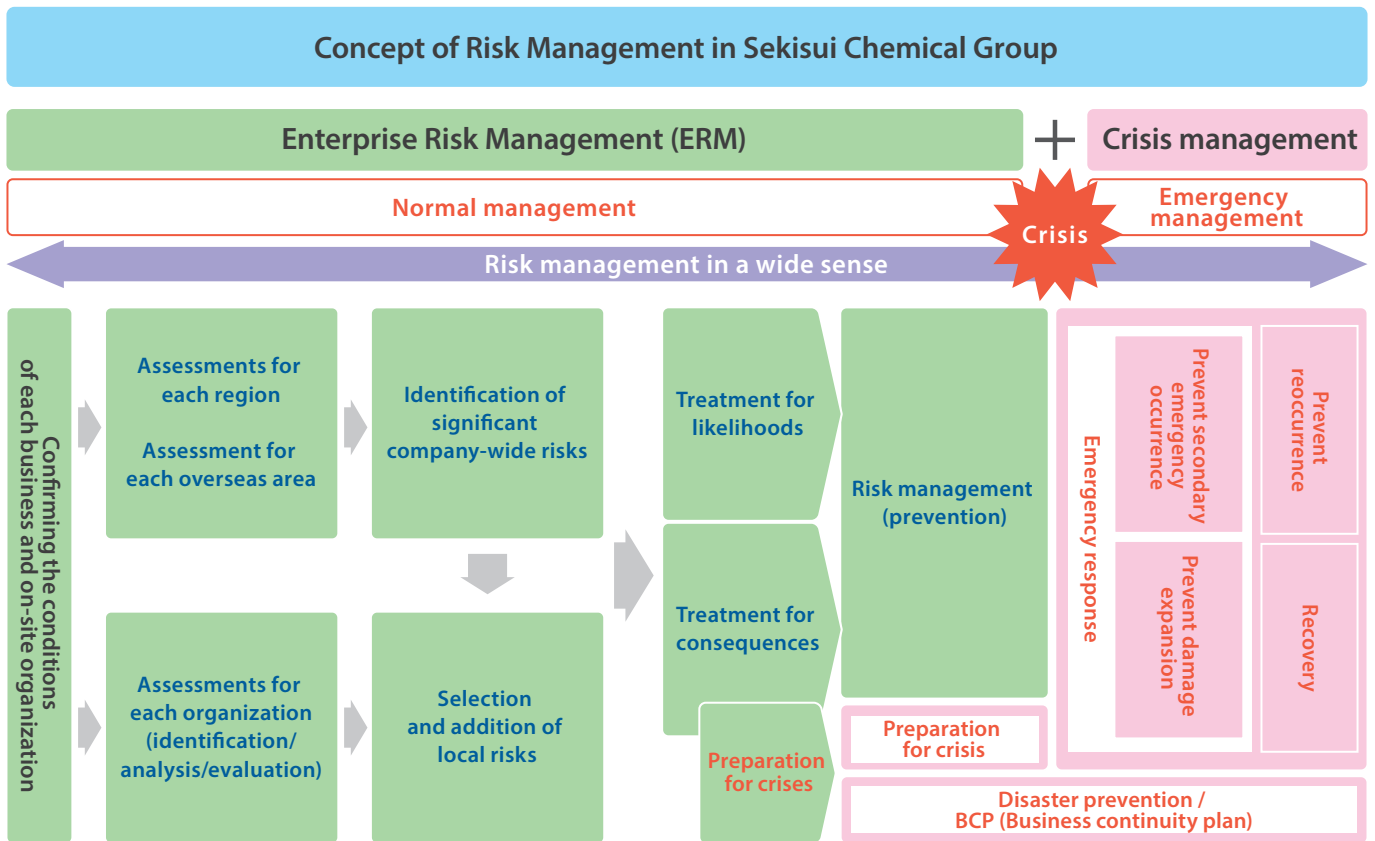 Concept of Risk Management in Sekisui Chemical Group
Enterprise Risk Management (ERM)
+
Crisis management
Normal management
Crisis
Emergency
management
Risk management in a wide sense
Confirming the conditions
of each business and on-site organization
Assessments for
each region
Assessment for
each overseas area
Identification of
significant
company-wide risks
Assessments for
each organization
(identification/
analysis/evaluation)
Selection
and addition of
local risks
Treatment for
likelihoods
Treatment for
consequences
Preparation
for crises
Risk management
(prevention)
Preparation
for crisis
Emergency response
Prevent secondary
emergency
occurrence
Prevent damage
expansion
Prevent
reoccurrence
Recovery
Disaster prevention /
BCP (Business continuity plan)